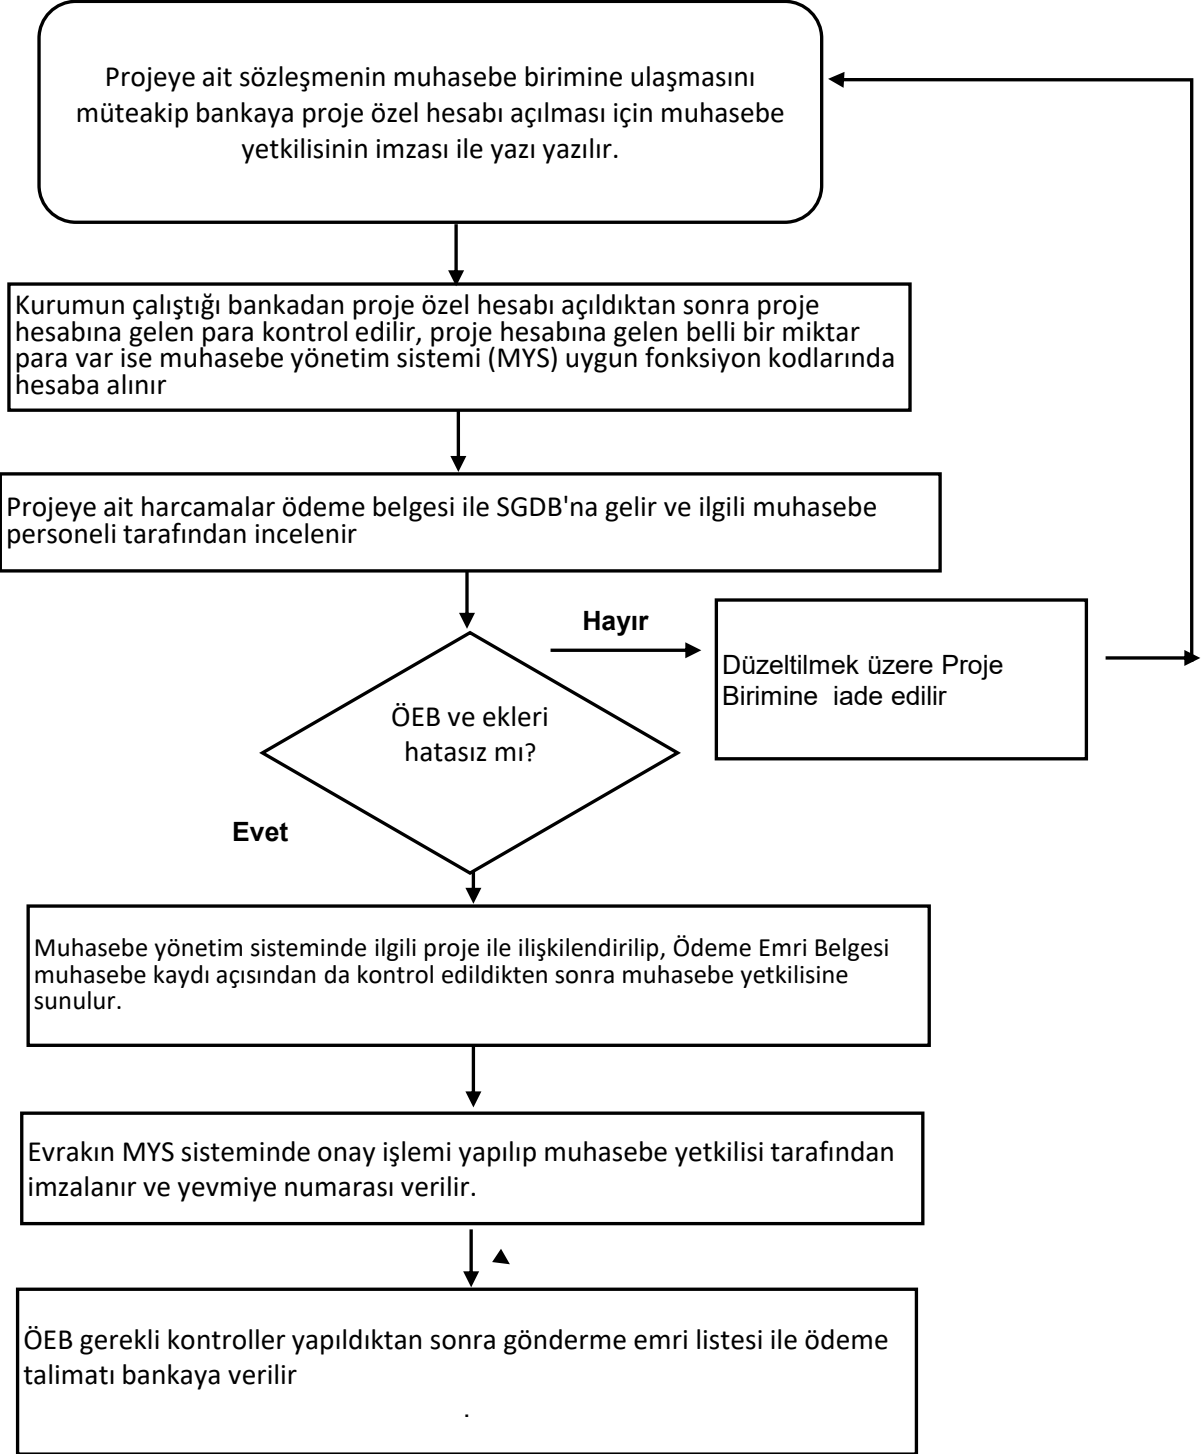 Projeye ait sözleşmenin muhasebe birimine ulaşmasını
müteakip bankaya proje özel hesabı açılması için muhasebe
yetkilisinin imzası ile yazı yazılır.
Kurumun çalıştığı bankadan proje özel hesabı açıldıktan sonra proje
hesabına gelen para kontrol edilir, proje hesabına gelen belli bir miktar
para var ise muhasebe yönetim sistemi (MYS) uygun fonksiyon kodlarında
hesaba alınır
Projeye ait harcamalar ödeme belgesi ile SGDB'na gelir ve ilgili muhasebe
personeli tarafından incelenir
Hayır
Düzeltilmek üzere Proje
Birimine  iade edilir
ÖEB ve ekleri
hatasız mı?
Evet
Muhasebe yönetim sisteminde ilgili proje ile ilişkilendirilip, Ödeme Emri Belgesi
muhasebe kaydı açısından da kontrol edildikten sonra muhasebe yetkilisine
sunulur.
Evrakın MYS sisteminde onay işlemi yapılıp muhasebe yetkilisi tarafından
imzalanır ve yevmiye numarası verilir.
ÖEB gerekli kontroller yapıldıktan sonra gönderme emri listesi ile ödeme
talimatı bankaya verilir
.